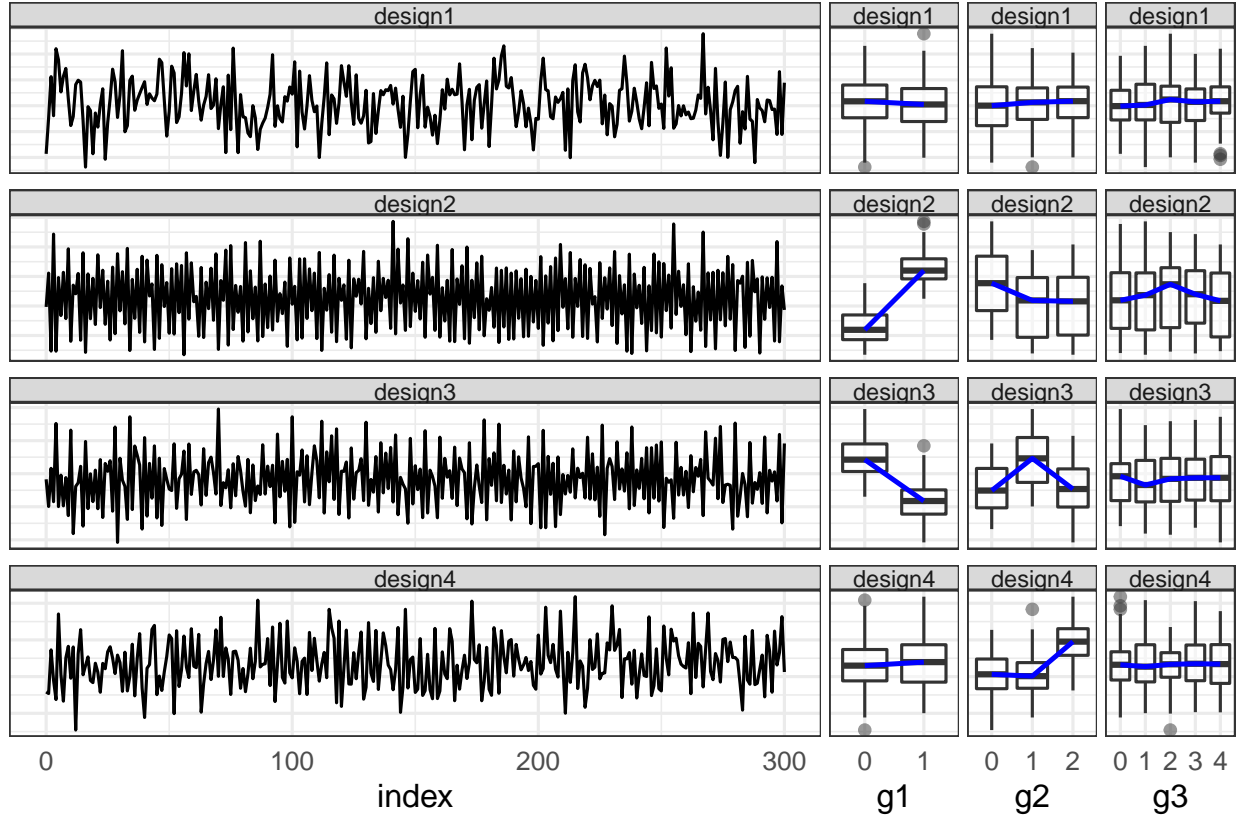 design1 design1 design1 design1
design2 design2 design2 design2
design3 design3 design3 design3
design4 design4 design4 design4
0 100 200 300 0 1 0 1 2 0 1 2 3 4
index g1 g2 g3